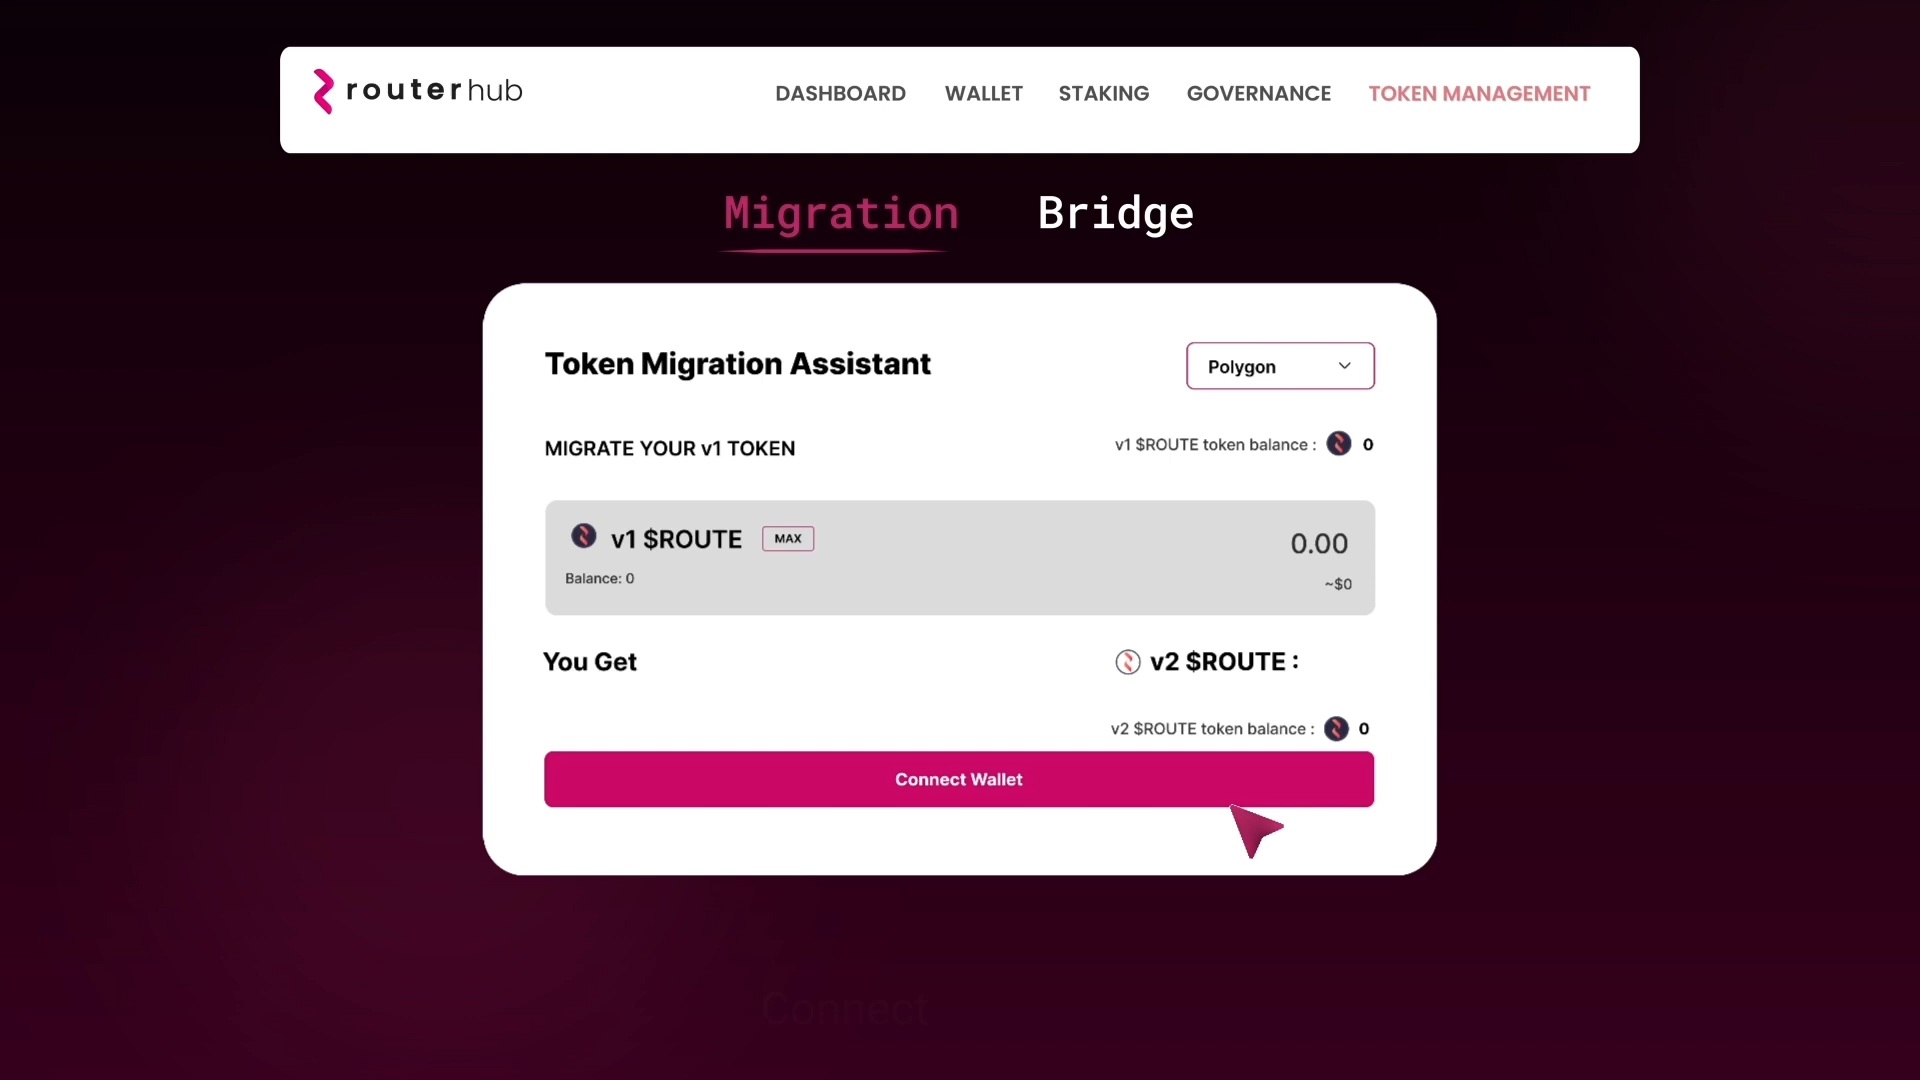 routerhub
DASHBOARD WALLET STAKING GOVERNANCE TOKEN MANAGEMENT
Migration Bridge
Token Migration Assistant
Polygon
MIGRATE YOUR v1 TOKEN
v1 $ROUTE token balance : 0
v1 $ROUTE MAX
0.00
Balance: 0
~$0
You Get
v2 $ROUTE :
v2 $ROUTE token balance : 0
Connect Wallet
Connect